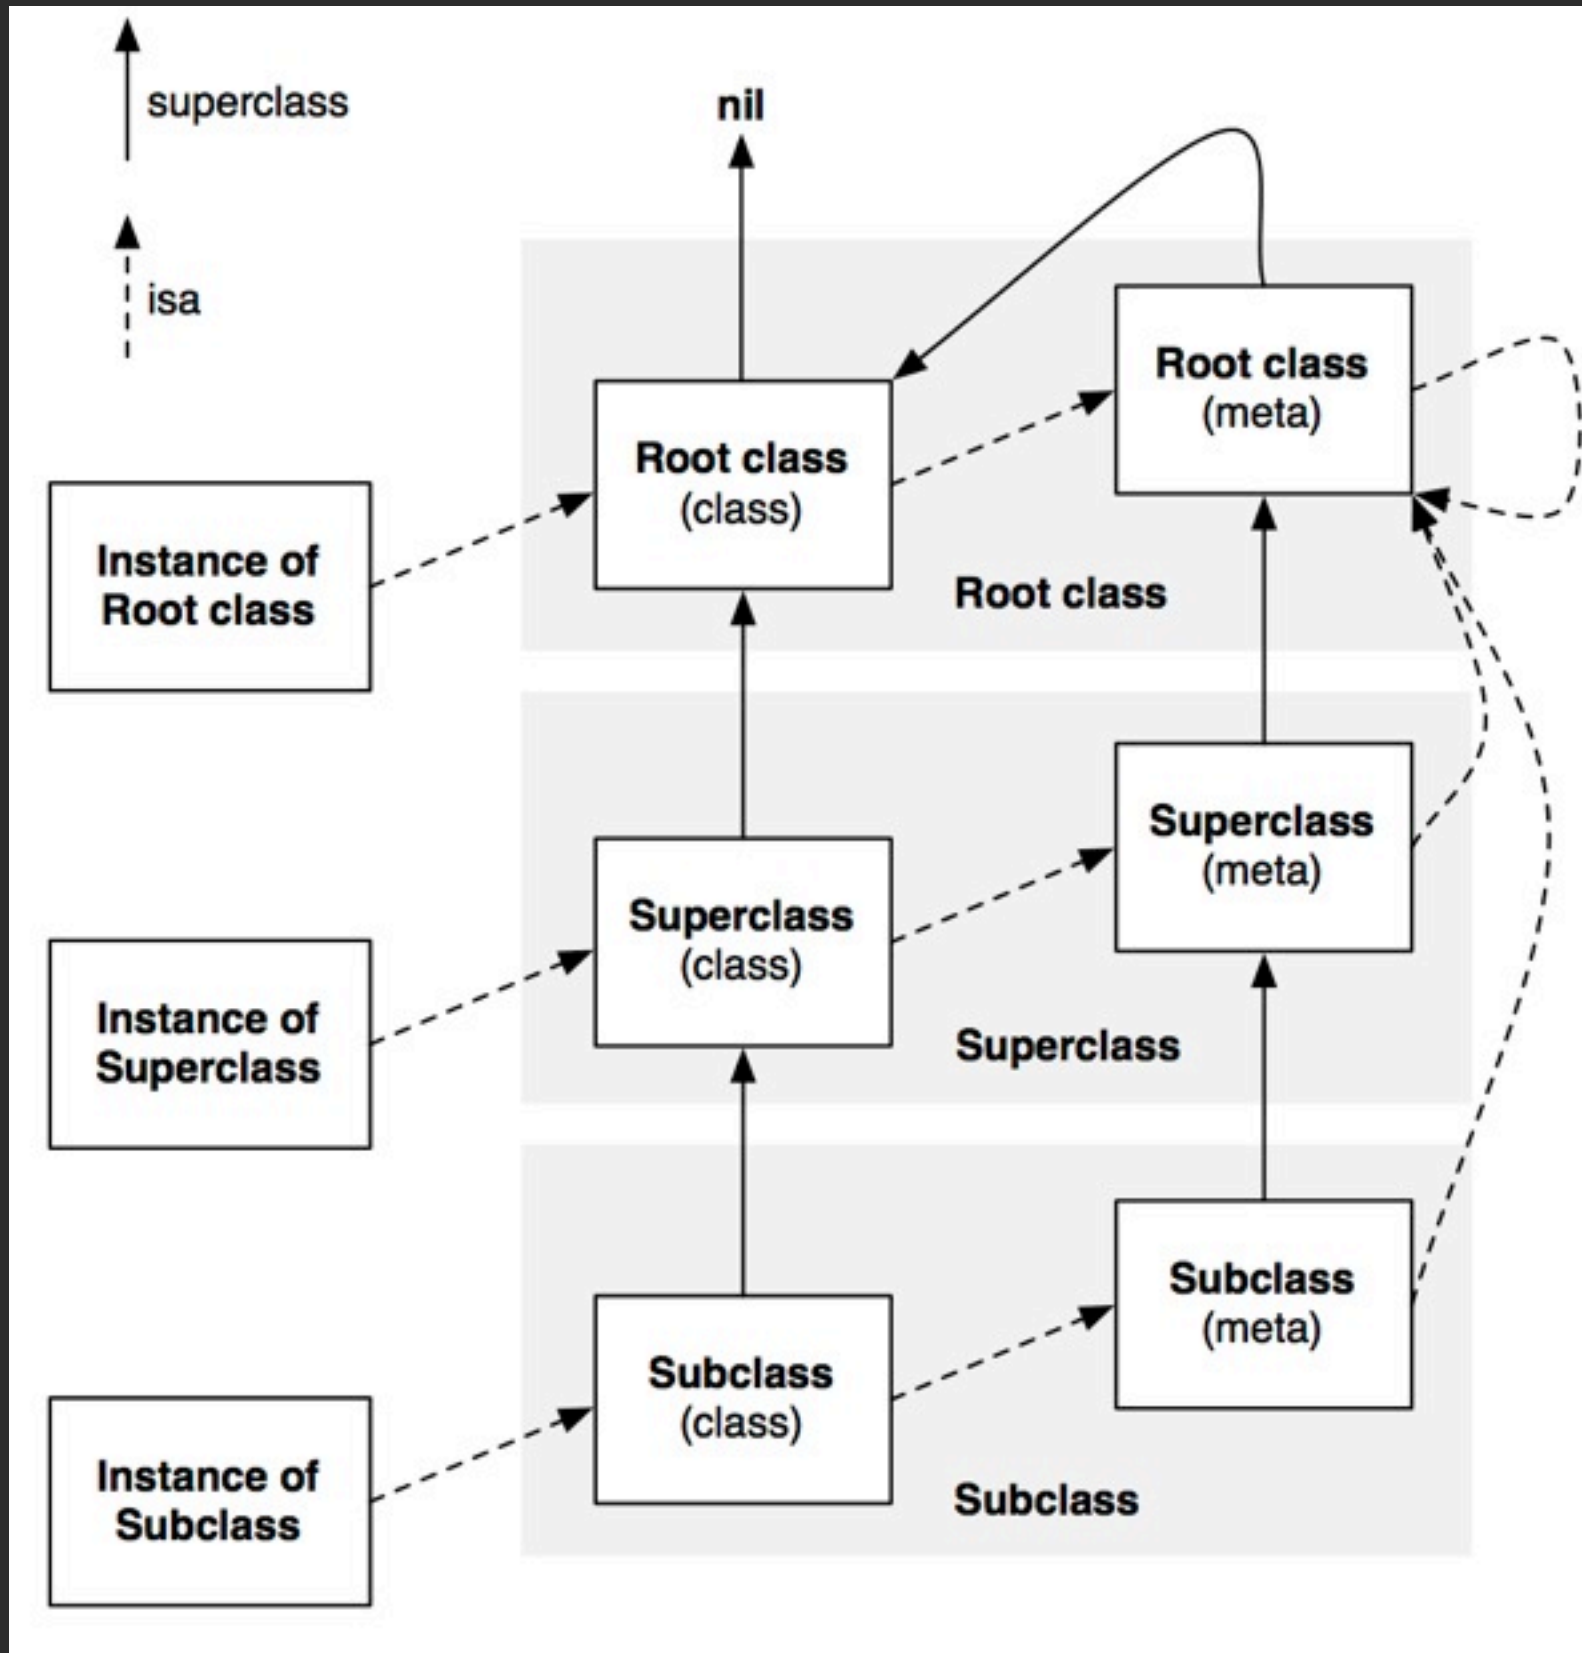 superclass
nil
isa
Root class
(meta)
Root class
(class)
Instance of
Root class
Root class
Superclass
(meta)
Superclass
(class)
Instance of
Superclass
Superclass
Subclass
(meta)
Subclass
(class)
Instance of
Subclass
Subclass